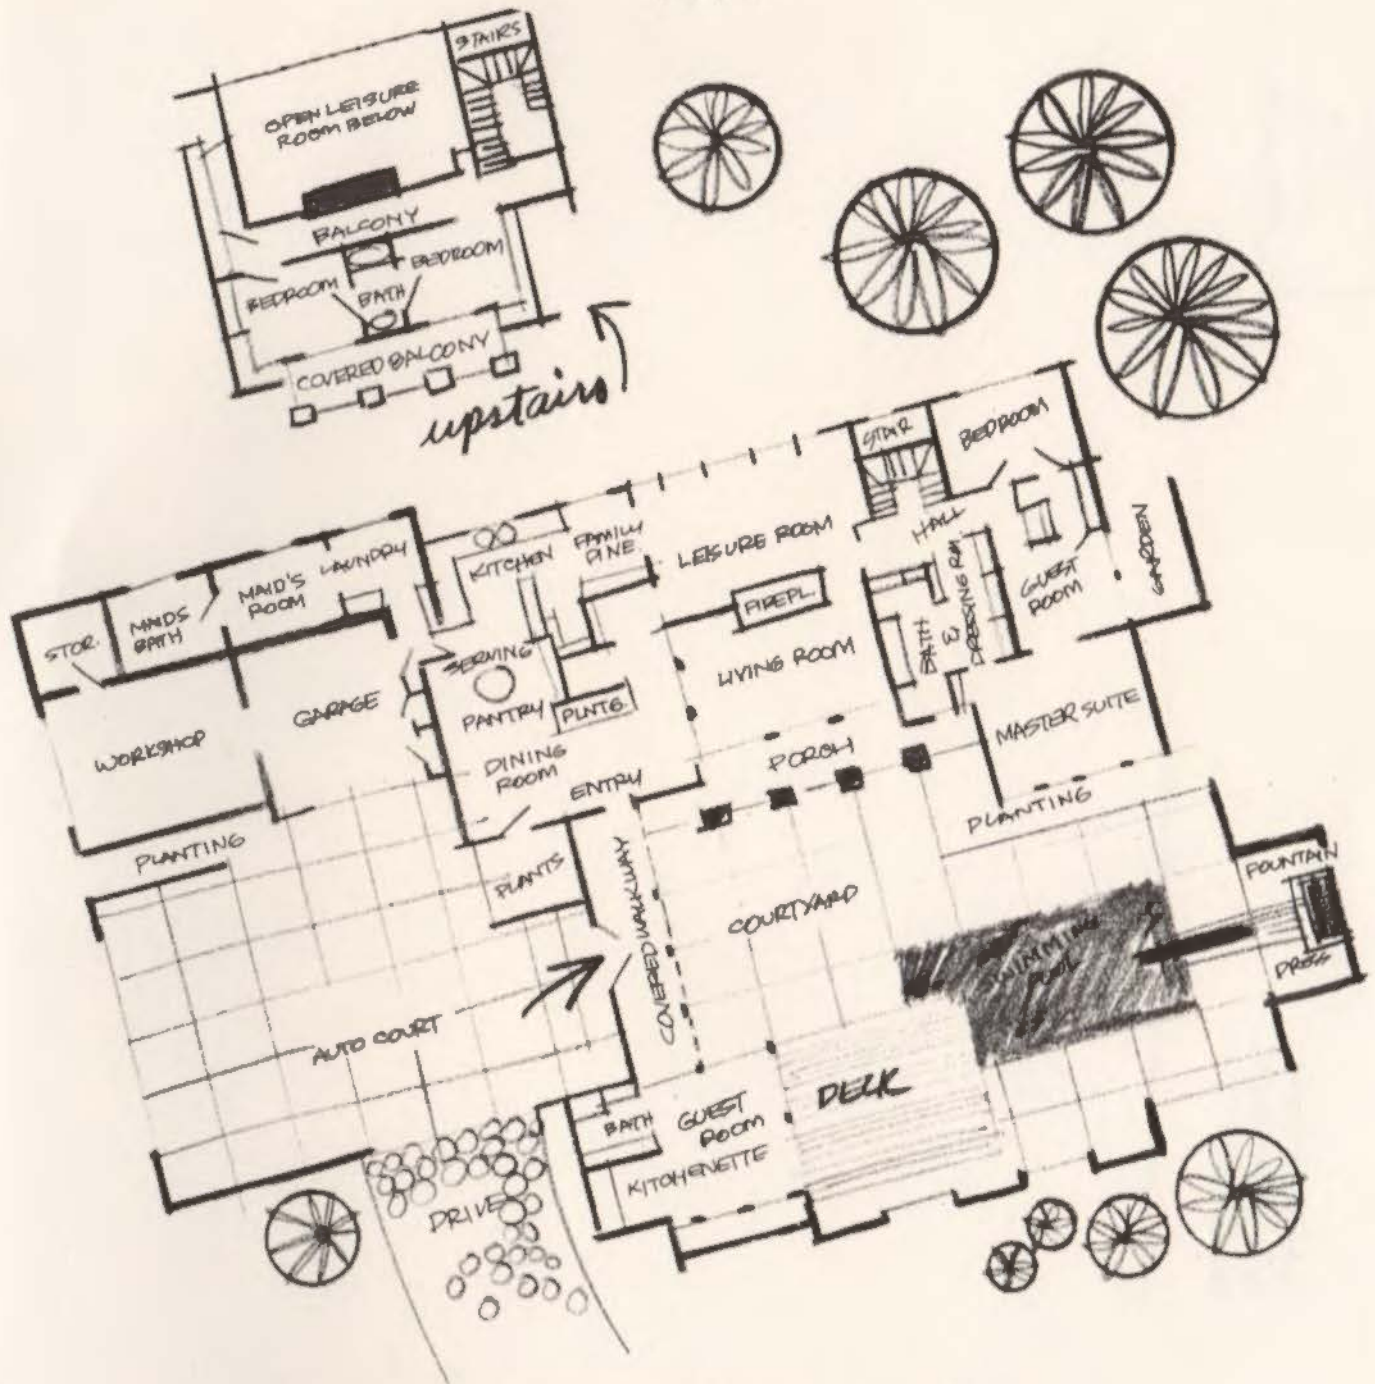 STAIRS
OPEN LEISURE
ROOM BELOW
BALCONY
BEDROOM
BEDROOM
BATH
COVERED BALCONY
upstairs
STAIR
BEDROOM
HALL
GARDEN
LEISURE ROOM
FAMILY
DINE
KITCHEN
LAUNDRY
MAID'S
ROOM
MAIDS
BATH
STOR.
GUEST
ROOM
FIREPL.
BATH
&
DRESSING RM.
LIVING ROOM
SERVING
PANTRY
PLNTG.
GARAGE
WORKSHOP
MASTER SUITE
DINING
ROOM
ENTRY
PORCH
PLANTING
PLANTING
PLANTS
COVERED WALKWAY
COURTYARD
FOUNTAIN
SWIMMING
POOL
DRESS
AUTO COURT
DECK
BATH
GUEST
ROOM
KITCHENETTE
DRIVE